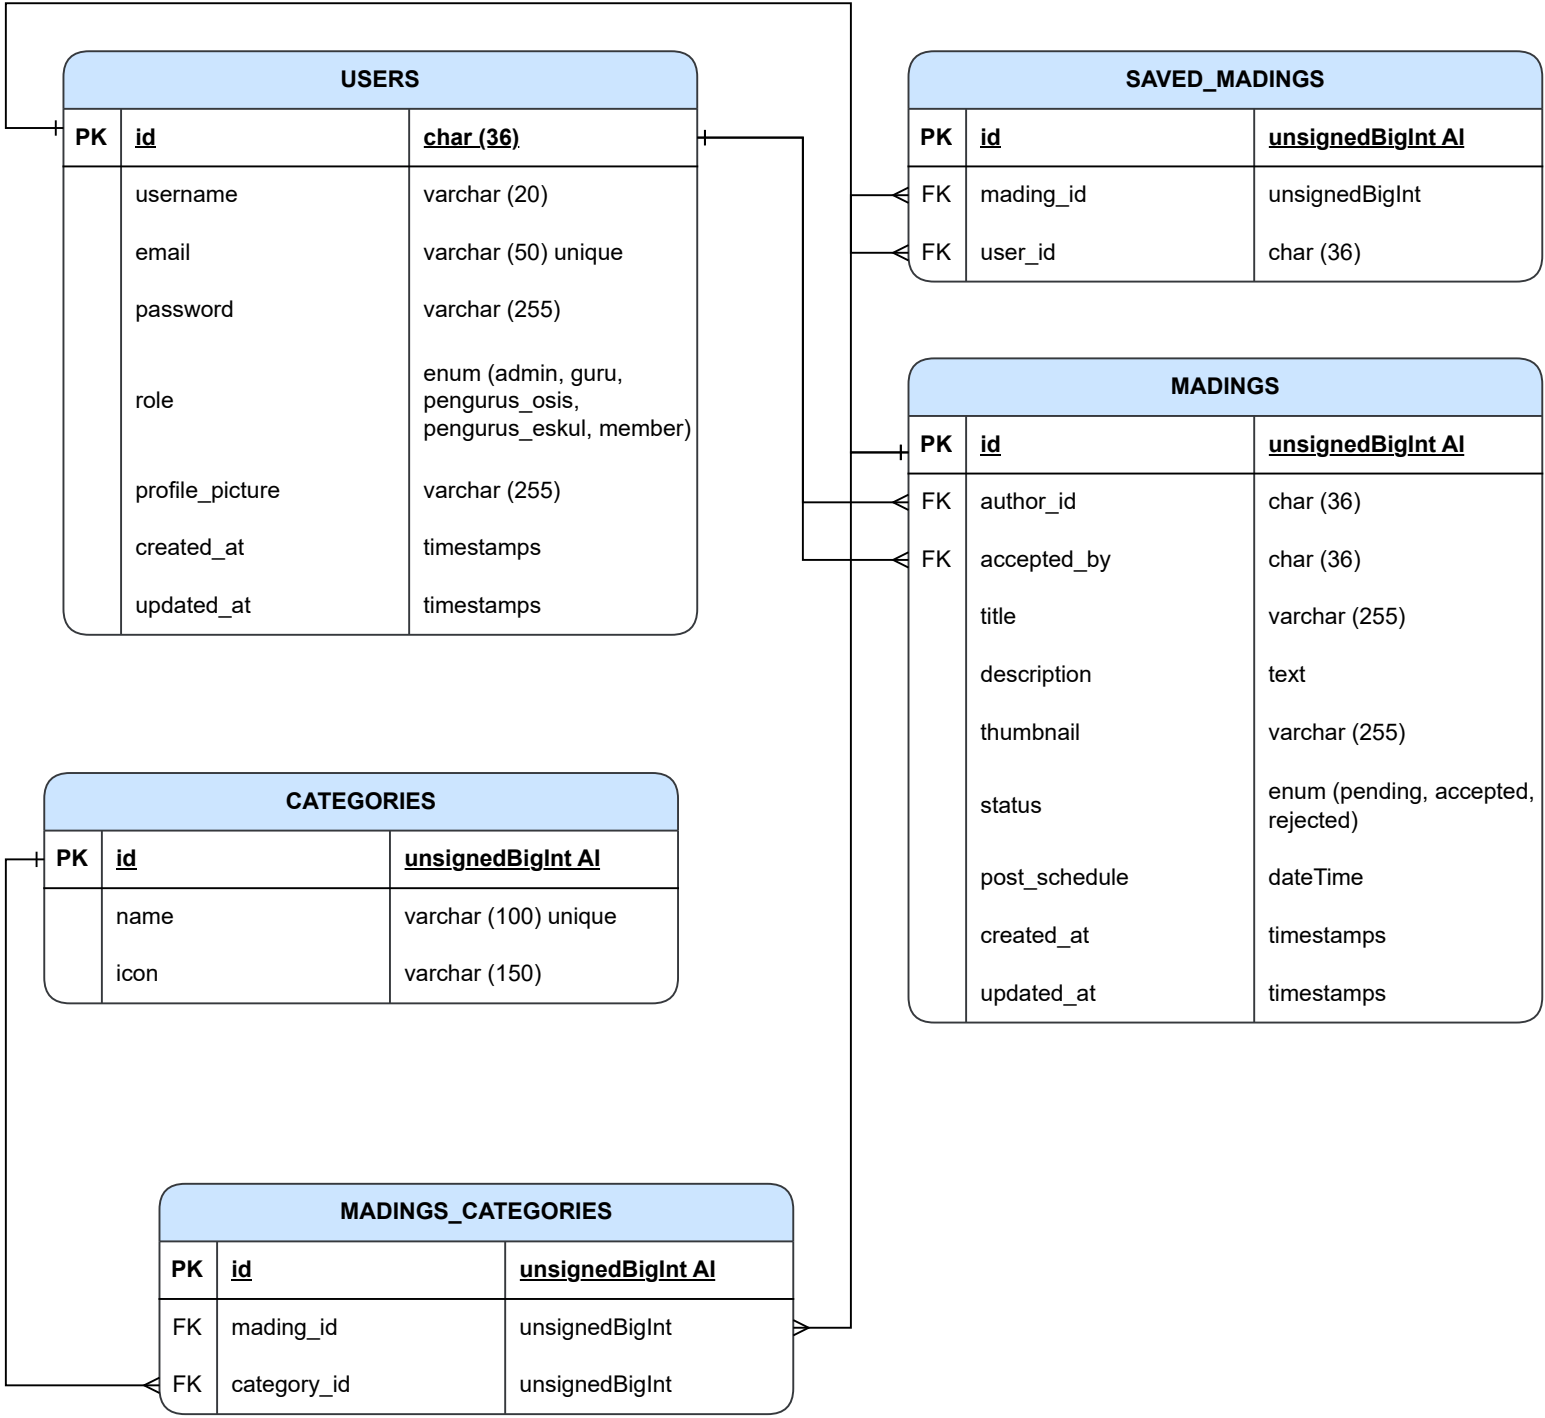 USERS
PK id char (36)
username varchar (20)
email varchar (50) unique
password varchar (255)
role enum (admin, guru,
pengurus_osis,
pengurus_eskul, member)
profile_picture varchar (255)
created_at timestamps
updated_at timestamps
SAVED_MADINGS
PK id unsignedBigInt AI
FK mading_id unsignedBigInt
FK user_id char (36)
MADINGS
PK id unsignedBigInt AI
FK author_id char (36)
FK accepted_by char (36)
title varchar (255)
description text
thumbnail varchar (255)
status enum (pending, accepted,
rejected)
post_schedule dateTime
created_at timestamps
updated_at timestamps
CATEGORIES
PK id unsignedBigInt AI
name varchar (100) unique
icon varchar (150)
MADINGS_CATEGORIES
PK id unsignedBigInt AI
FK mading_id unsignedBigInt
FK category_id unsignedBigInt